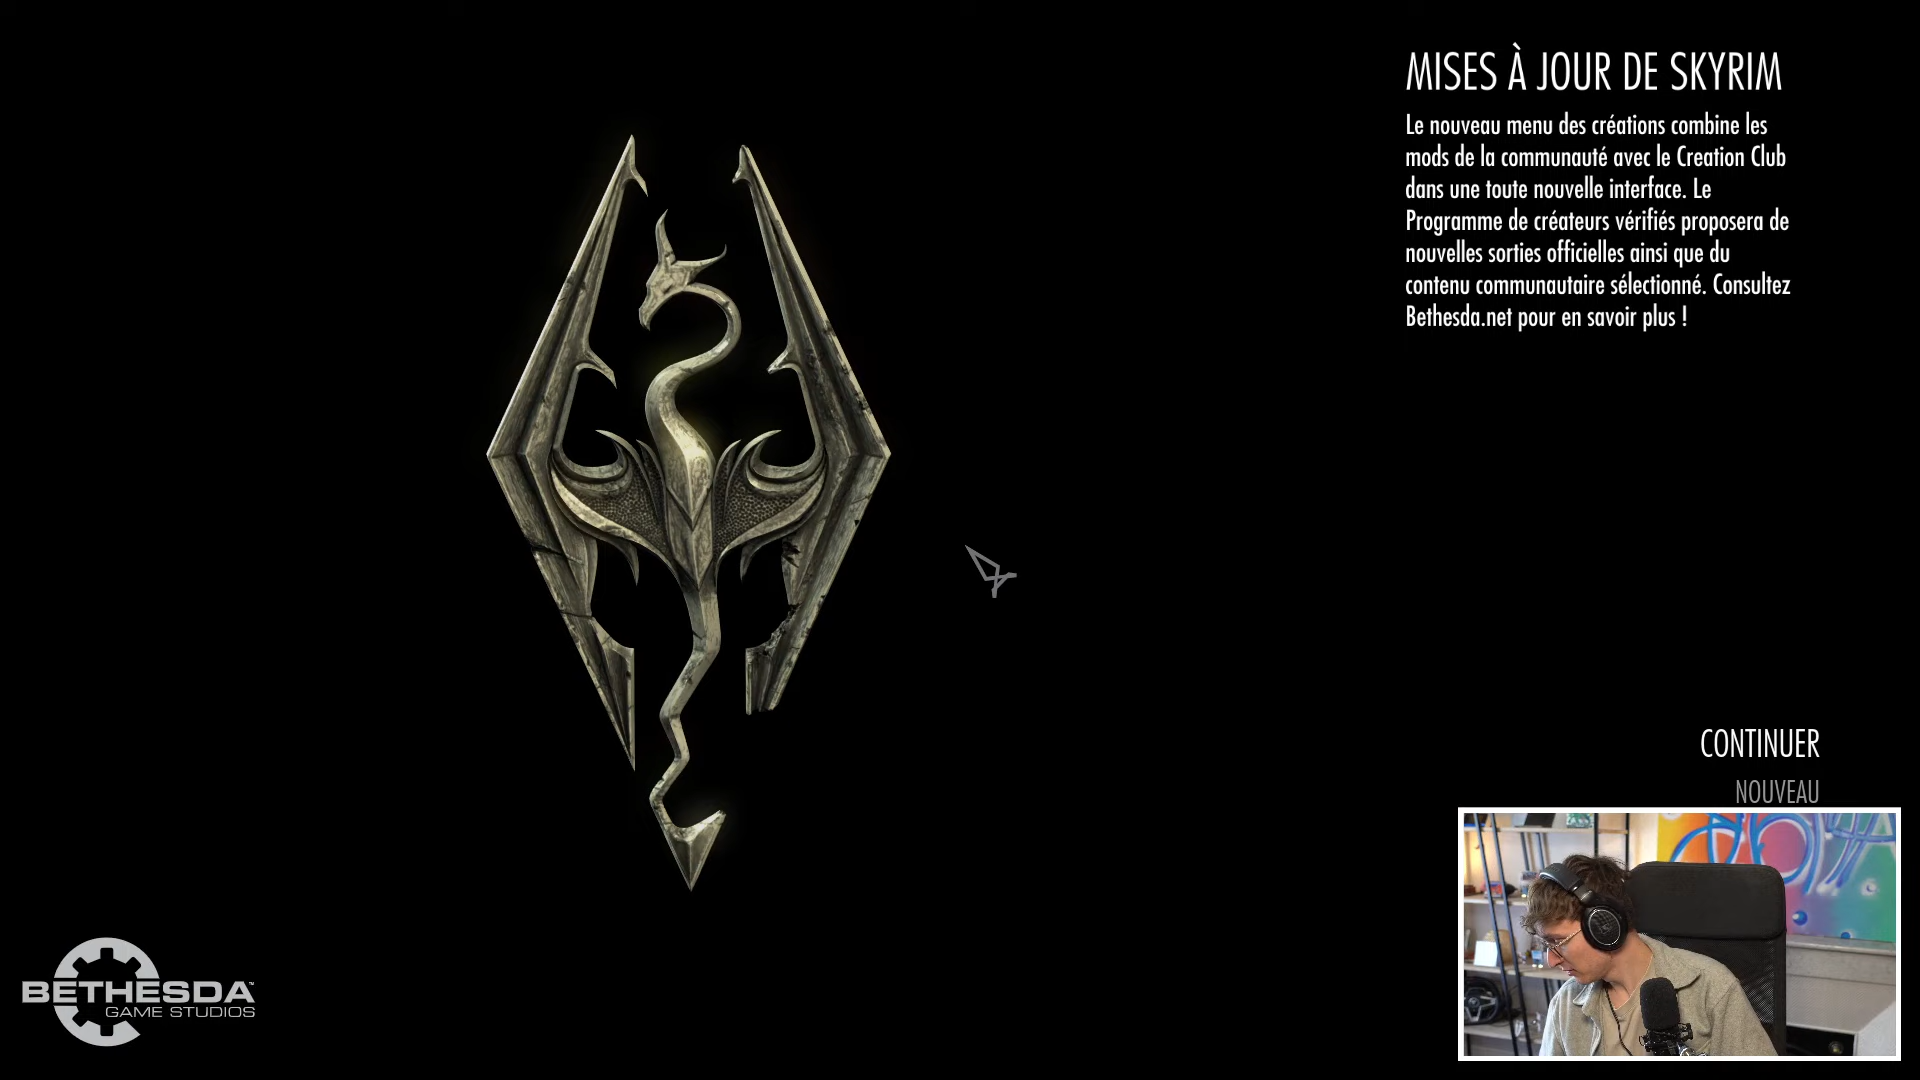 MISES À JOUR DE SKYRIM
Le nouveau menu des créations combine les
mods de la communauté avec le Creation Club
dans une toute nouvelle interface. Le
Programme de créateurs vérifiés proposera de
nouvelles sorties officielles ainsi que du
contenu communautaire sélectionné. Consultez
Bethesda.net pour en savoir plus !
CONTINUER
NOUVEAU
BETHESDA™
GAME STUDIOS